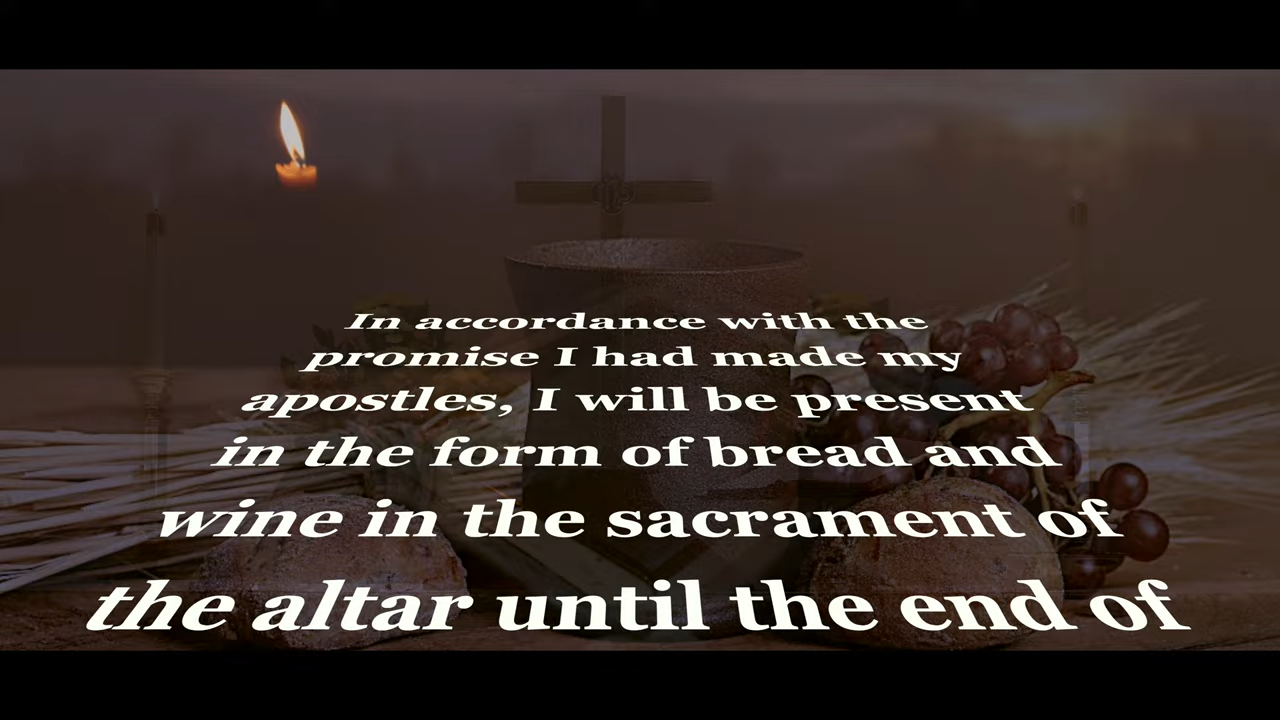 In accordance with the
promise I had made my
apostles, I will be present
in the form of bread and
wine in the sacrament of
the altar until the end of